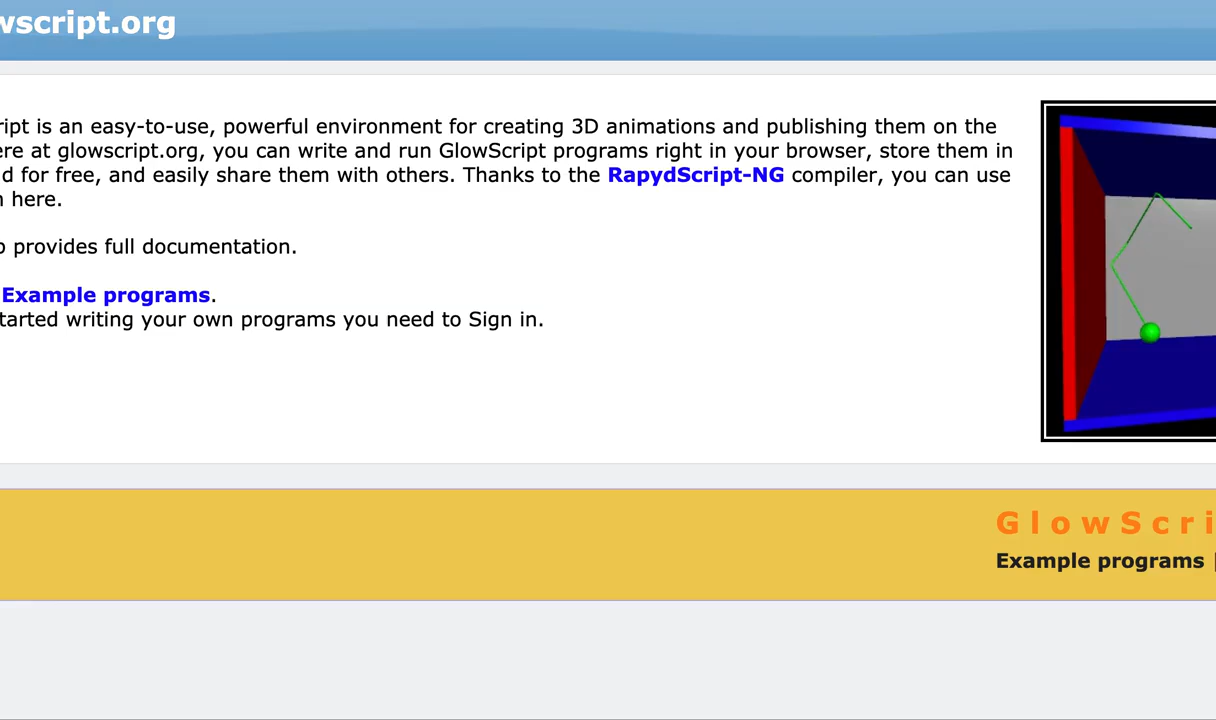 wscript.org
ript is an easy-to-use, powerful environment for creating 3D animations and publishing them on the
ere at glowscript.org, you can write and run GlowScript programs right in your browser, store them in
d for free, and easily share them with others. Thanks to the RapydScript-NG compiler, you can use
n here.
p provides full documentation.
Example programs.
tarted writing your own programs you need to Sign in.
GlowScri
Example programs |